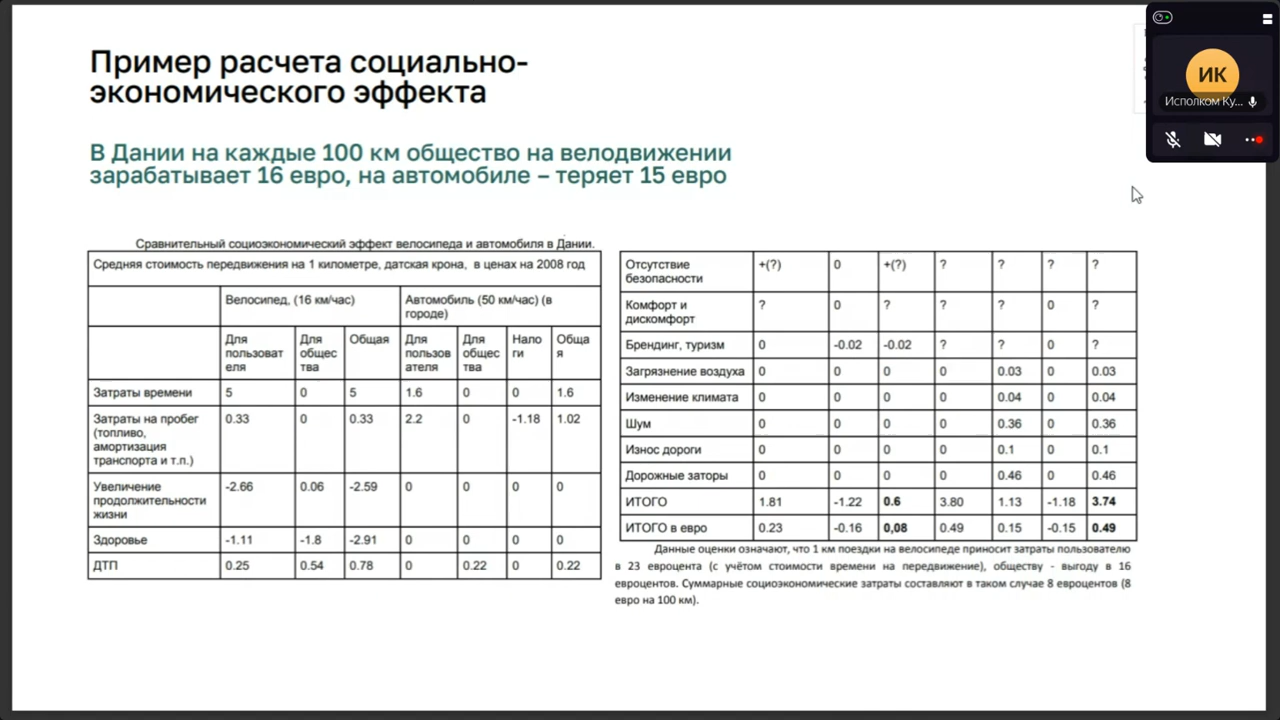 Пример расчета социально-
экономического эффекта
В Дании на каждые 100 км общество на велодвижении
зарабатывает 16 евро, на автомобиле – теряет 15 евро
Сравнительный социоэкономический эффект велосипеда и автомобиля в Дании.
Средняя стоимость передвижения на 1 километре, датская крона, в ценах на 2008 год
Велосипед, (16 км/час) Автомобиль (50 км/час) (в
городе)
Для Для Общая Для Для Нало Обща
пользоват общес пользов общес ги я
еля тва ателя тва
Затраты времени 5 0 5 1.6 0 0 1.6
Затраты на пробег 0.33 0 0.33 2.2 0 -1.18 1.02
(топливо,
амортизация
транспорта и т.п.)
Увеличение -2.66 0.06 -2.59 0 0 0 0
продолжительности
жизни
Здоровье -1.11 -1.8 -2.91 0 0 0 0
ДТП 0.25 0.54 0.78 0 0.22 0 0.22
Отсутствие +(?) 0 +(?) ? ? ? ?
безопасности
Комфорт и ? 0 ? ? ? 0 ?
дискомфорт
Брендинг, туризм 0 -0.02 -0.02 ? ? 0 ?
Загрязнение воздуха 0 0 0 0 0.03 0 0.03
Изменение климата 0 0 0 0 0.04 0 0.04
Шум 0 0 0 0 0.36 0 0.36
Износ дороги 0 0 0 0 0.1 0 0.1
Дорожные заторы 0 0 0 0 0.46 0 0.46
ИТОГО 1.81 -1.22 0.6 3.80 1.13 -1.18 3.74
ИТОГО в евро 0.23 -0.16 0,08 0.49 0.15 -0.15 0.49
Данные оценки означают, что 1 км поездки на велосипеде приносит затраты пользователю
в 23 евроцента (с учётом стоимости времени на передвижение), обществу - выгоду в 16
евроцентов. Суммарные социоэкономические затраты составляют в таком случае 8 евроцентов (8
евро на 100 км).
ИК
Исполком Ку...